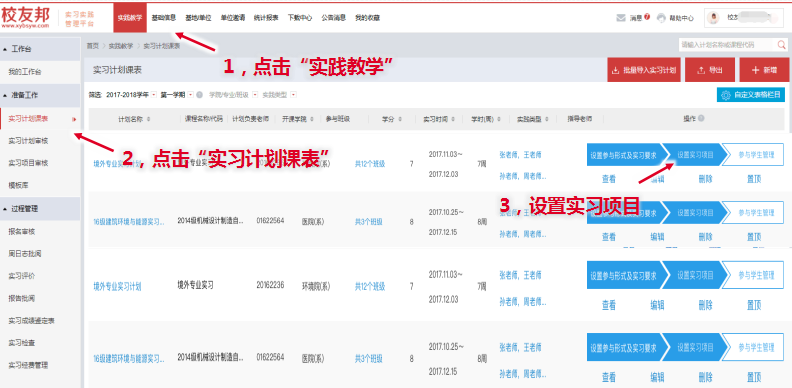 校友邦 实习实践
www.xybsyw.com 管理平台
实践教学 基础信息 基地/单位 单位邀请 统计报表 下载中心 公告消息 我的收藏
消息 帮助中心 校友
首页 实践教学 实习计划课表
请输入计划名称或课程代码
1，点击“实践教学”
工作台
我的工作台
准备工作
实习计划课表 »
实习计划审核
实习项目审核
模板库
过程管理
报名审核
周日志批阅
实习评价
报告批阅
实习成绩鉴定表
实习检查
实习经费管理
实习计划课表
批量导入实习计划 导出 新增
筛选: 2017-2018学年 第一学期 学院/专业/班级 实践类型
自定义表格栏目
计划名称 课程名称/代码 计划负责老师 开课学院 参与班级 学分 实习时间 学时(周) 实践类型 指导老师 操作
2，点击“实习计划课表”
境外专业实习计划 共12个班级 7 2017.11.03~ 7周 张老师、王老师 设置参与形式及实习要求 设置实习项目 参与学生管理
2017.12.03 孙老师、周老师... 查看 编辑 删除 置顶
3，设置实习项目
16级建筑环境与能源实习... 2014级机械设计制造自... 01622564 医院(系) 共3个班级 8 2017.10.25~ 8周 张老师、王老师 参与学生管理
2017.12.15 孙老师、周老师... 查看 编辑 删除 置顶
境外专业实习计划 境外专业实习 20162236 环境院(系) 共12个班级 7 2017.11.03~ 7周 张老师、王老师 设置参与形式及实习要求 设置实习项目 参与学生管理
2017.12.03 孙老师、周老师... 查看 编辑 删除 置顶
16级建筑环境与能源实习... 2014级机械设计制造自... 01622564 医院(系) 共3个班级 8 2017.10.25~ 8周 张老师、王老师 设置参与形式及实习要求 设置实习项目 参与学生管理
2017.12.15 孙老师、周老师... 查看 编辑 删除 置顶